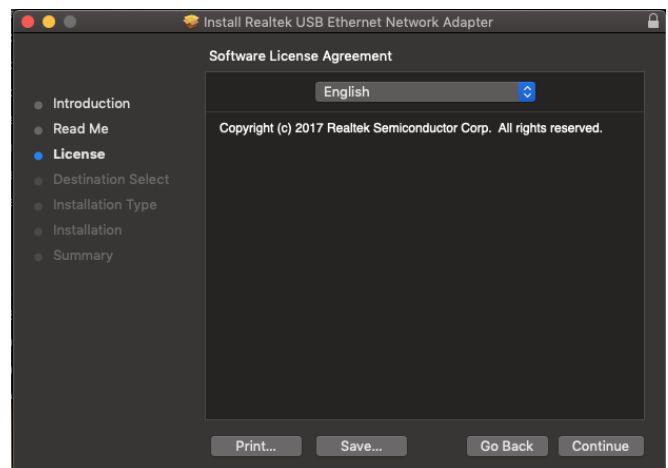 Install Realtek USB Ethernet Network Adapter
Software License Agreement
English
Introduction
Read Me
License
Destination Select
Installation Type
Installation
Summary
Copyright (c) 2017 Realtek Semiconductor Corp. All rights reserved.
Print...
Save...
Go Back
Continue